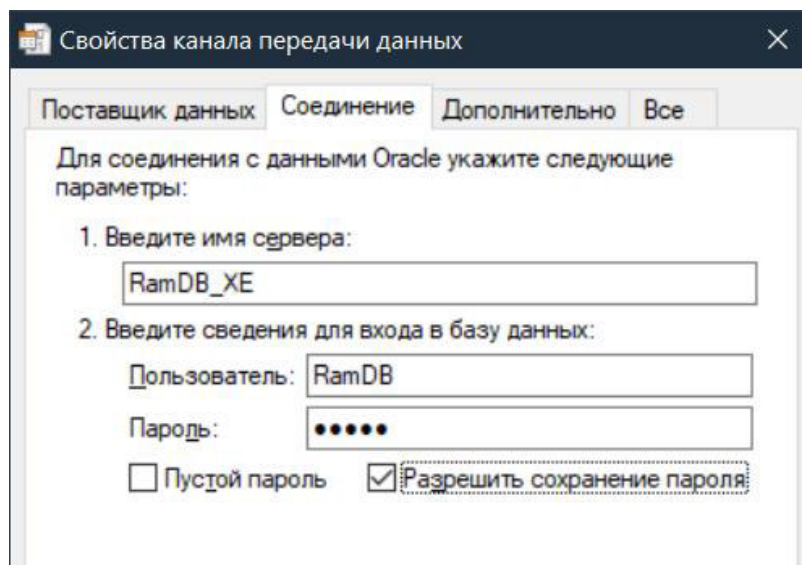 Свойства канала передачи данных
Поставщик данных Соединение Дополнительно Все
Для соединения с данными Oracle укажите следующие
параметры:
1. Введите имя сервера:
RamDB_XE
2. Введите сведения для входа в базу данных:
Пользователь: RamDB
Пароль: •••••
Пустой пароль Разрешить сохранение пароля